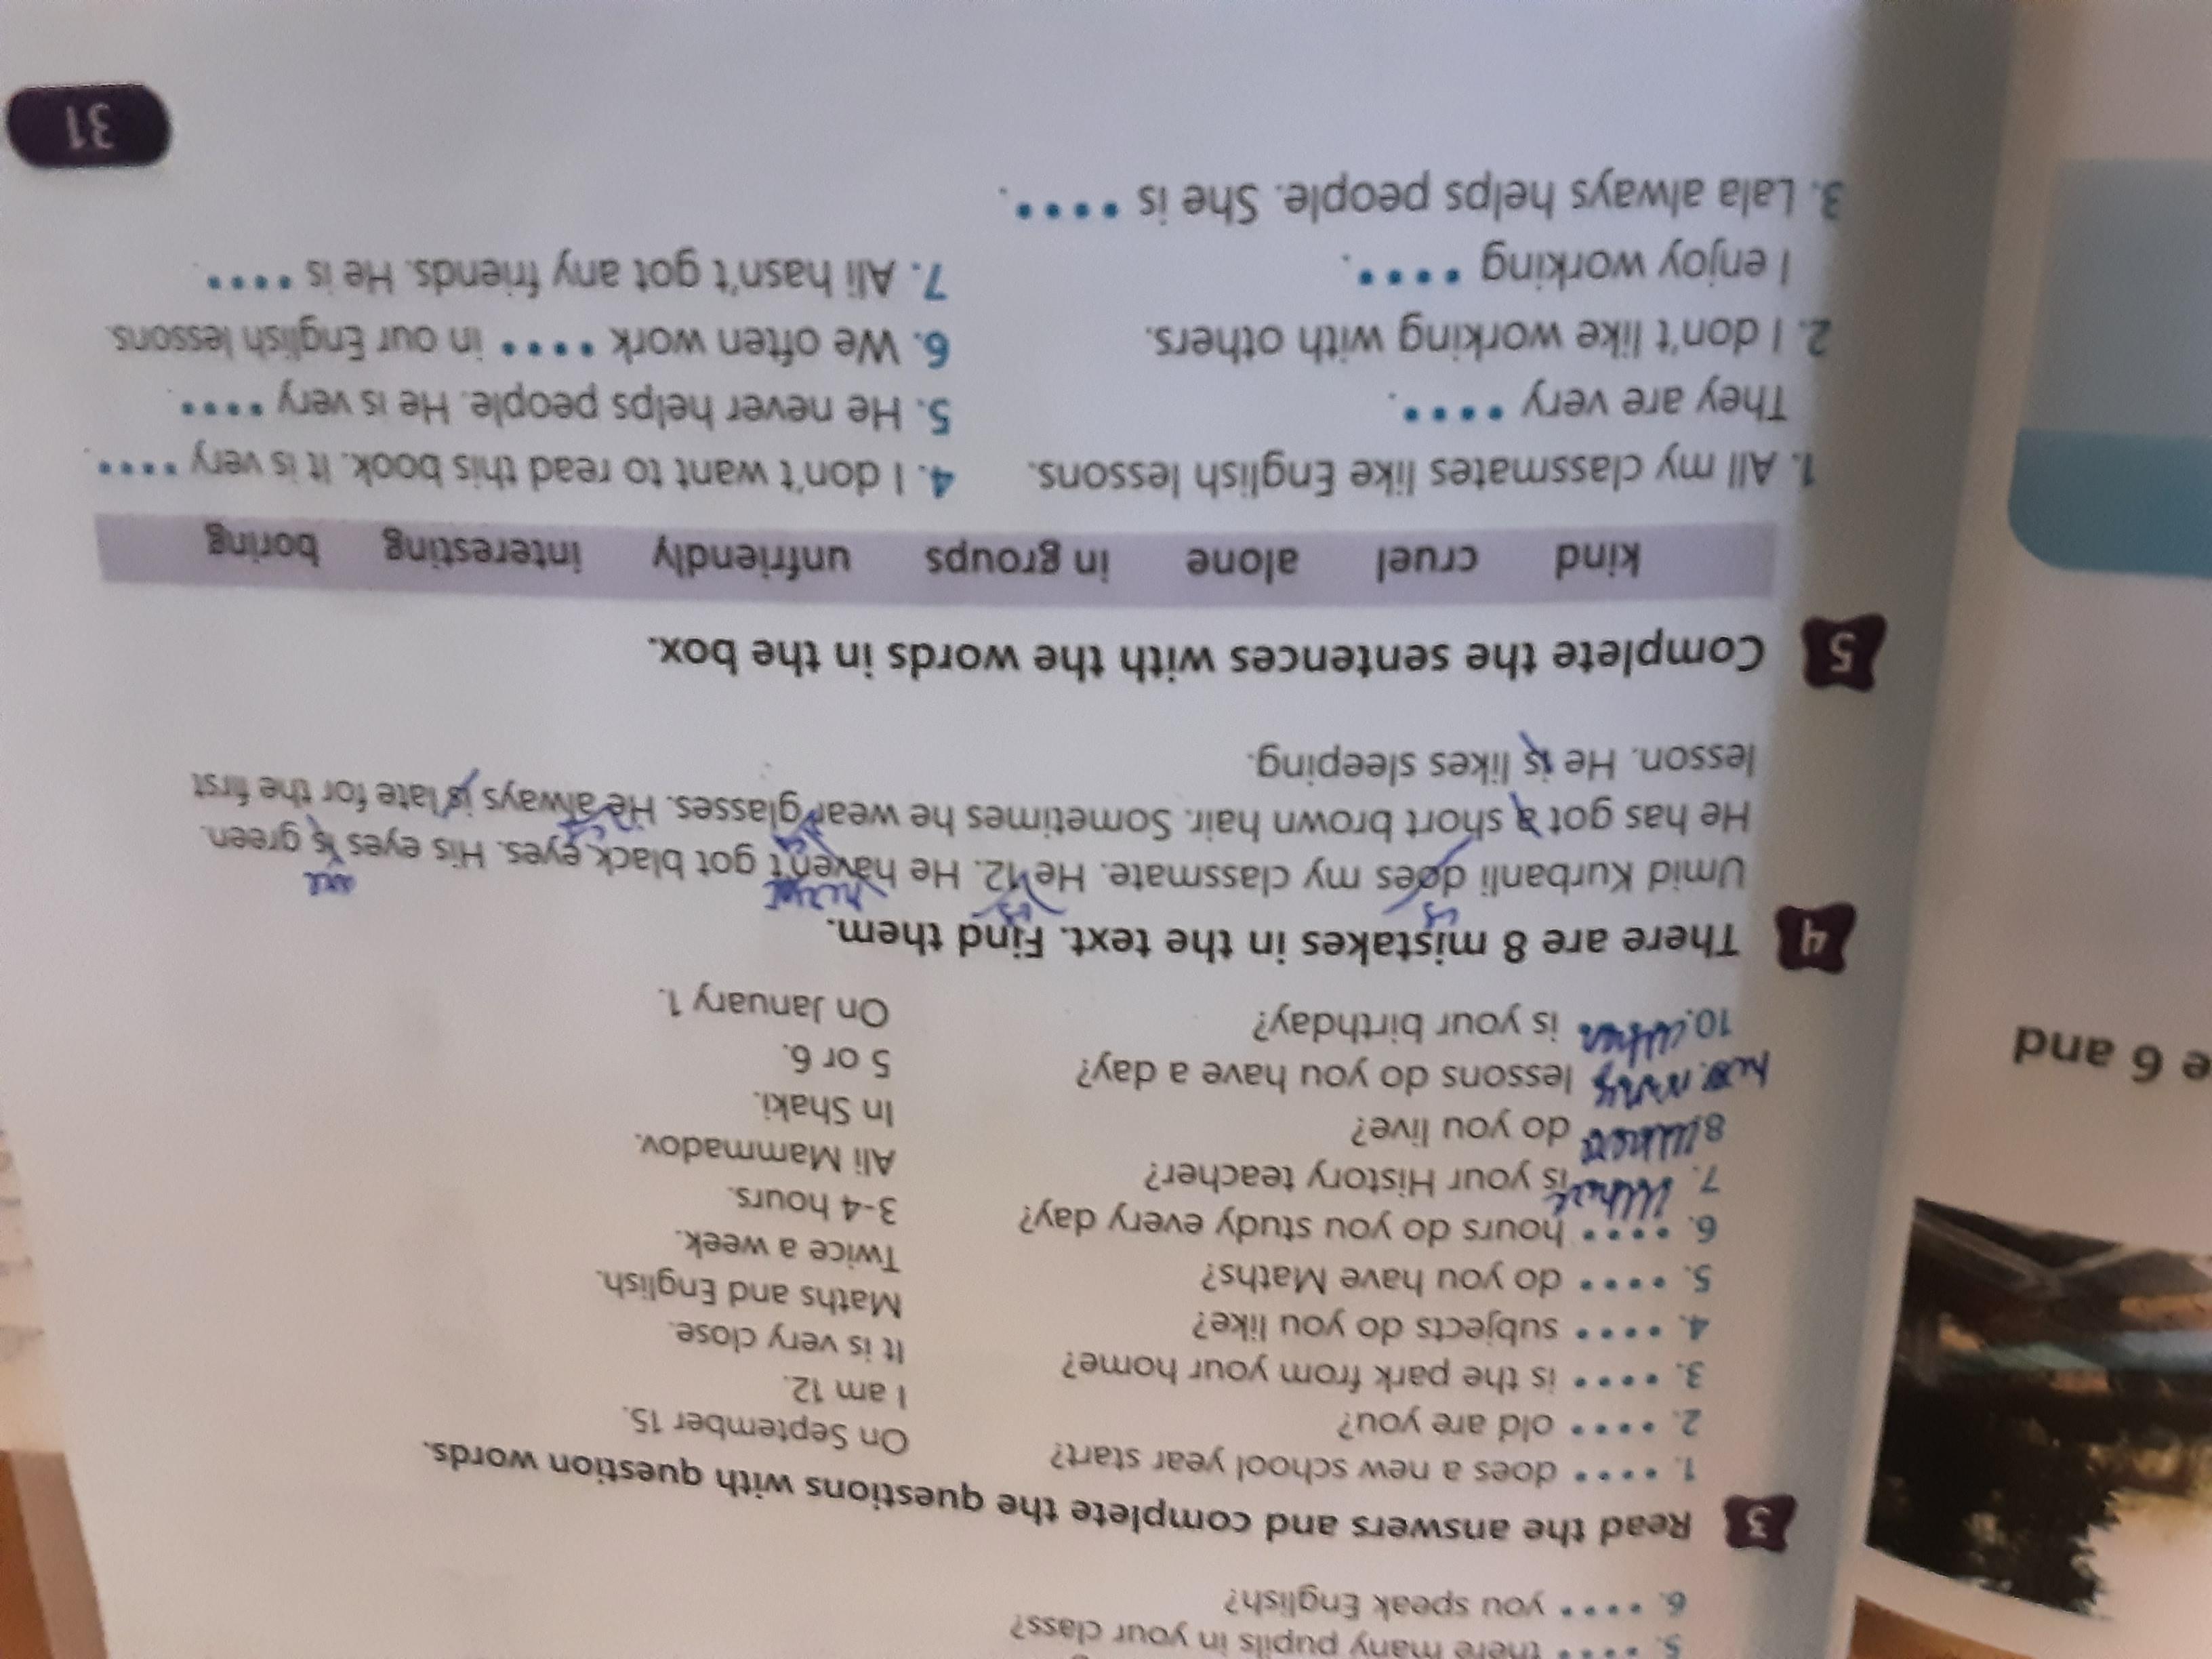 5. •••• there many pupils in your class?
6. •••• you speak English?
3 Read the answers and complete the questions with question words.
1. •••• does a new school year start? On September 15.
2. •••• old are you? I am 12.
3. •••• is the park from your home? It is very close.
4. •••• subjects do you like? Maths and English.
5. •••• do you have Maths? Twice a week.
6. •••• hours do you study every day? 3-4 hours.
7. is your History teacher? Ali Mammadov.
8. Where do you live? In Shaki.
lessons do you have a day? 5 or 6.
10. When is your birthday? On January 1.
4 There are 8 mistakes in the text. Find them.
is is are
Umid Kurbanli does my classmate. He 12. He haven't got black eyes. His eyes is green.
He has got a short brown hair. Sometimes he wear glasses. He always is late for the first
lesson. He is likes sleeping.
5 Complete the sentences with the words in the box.
kind cruel alone in groups unfriendly interesting boring
1. All my classmates like English lessons.
They are very ••••.
2. I don't like working with others.
I enjoy working ••••.
3. Lala always helps people. She is ••••.
4. I don't want to read this book. It is very ••••.
5. He never helps people. He is very ••••.
6. We often work •••• in our English lessons.
7. Ali hasn't got any friends. He is ••••.
31
e 6 and